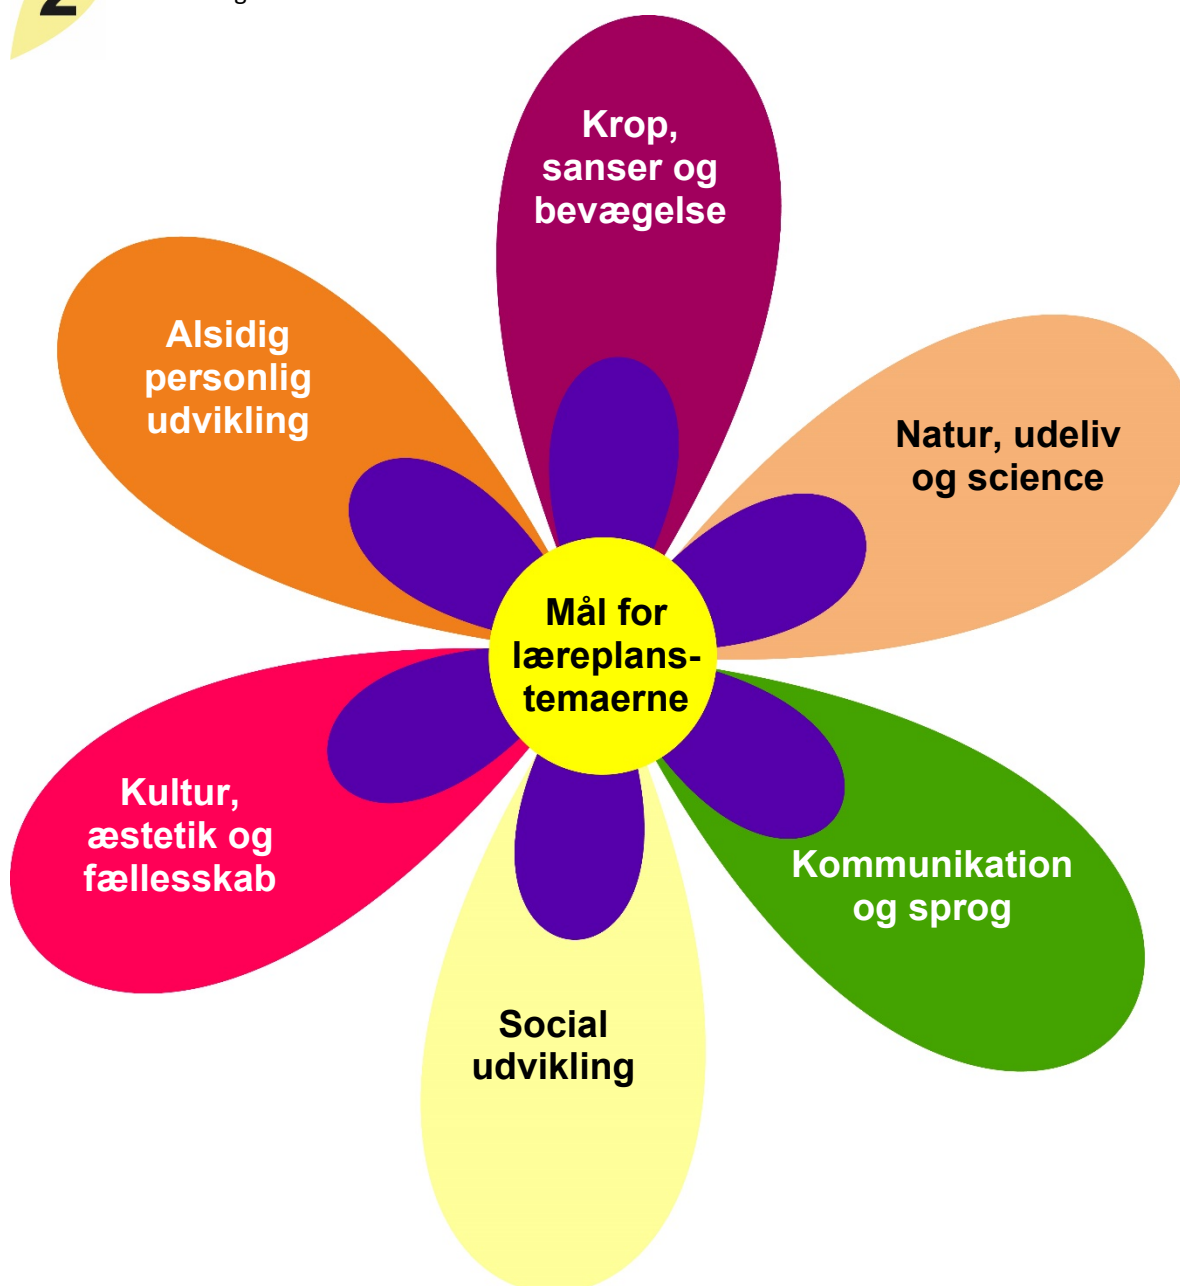 2
Krop,
sanser og
bevægelse
Alsidig
personlig
udvikling
Natur, udeliv
og science
Mål for
læreplans-
temaerne
Kultur,
æstetik og
fællesskab
Kommunikation
og sprog
Social
udvikling